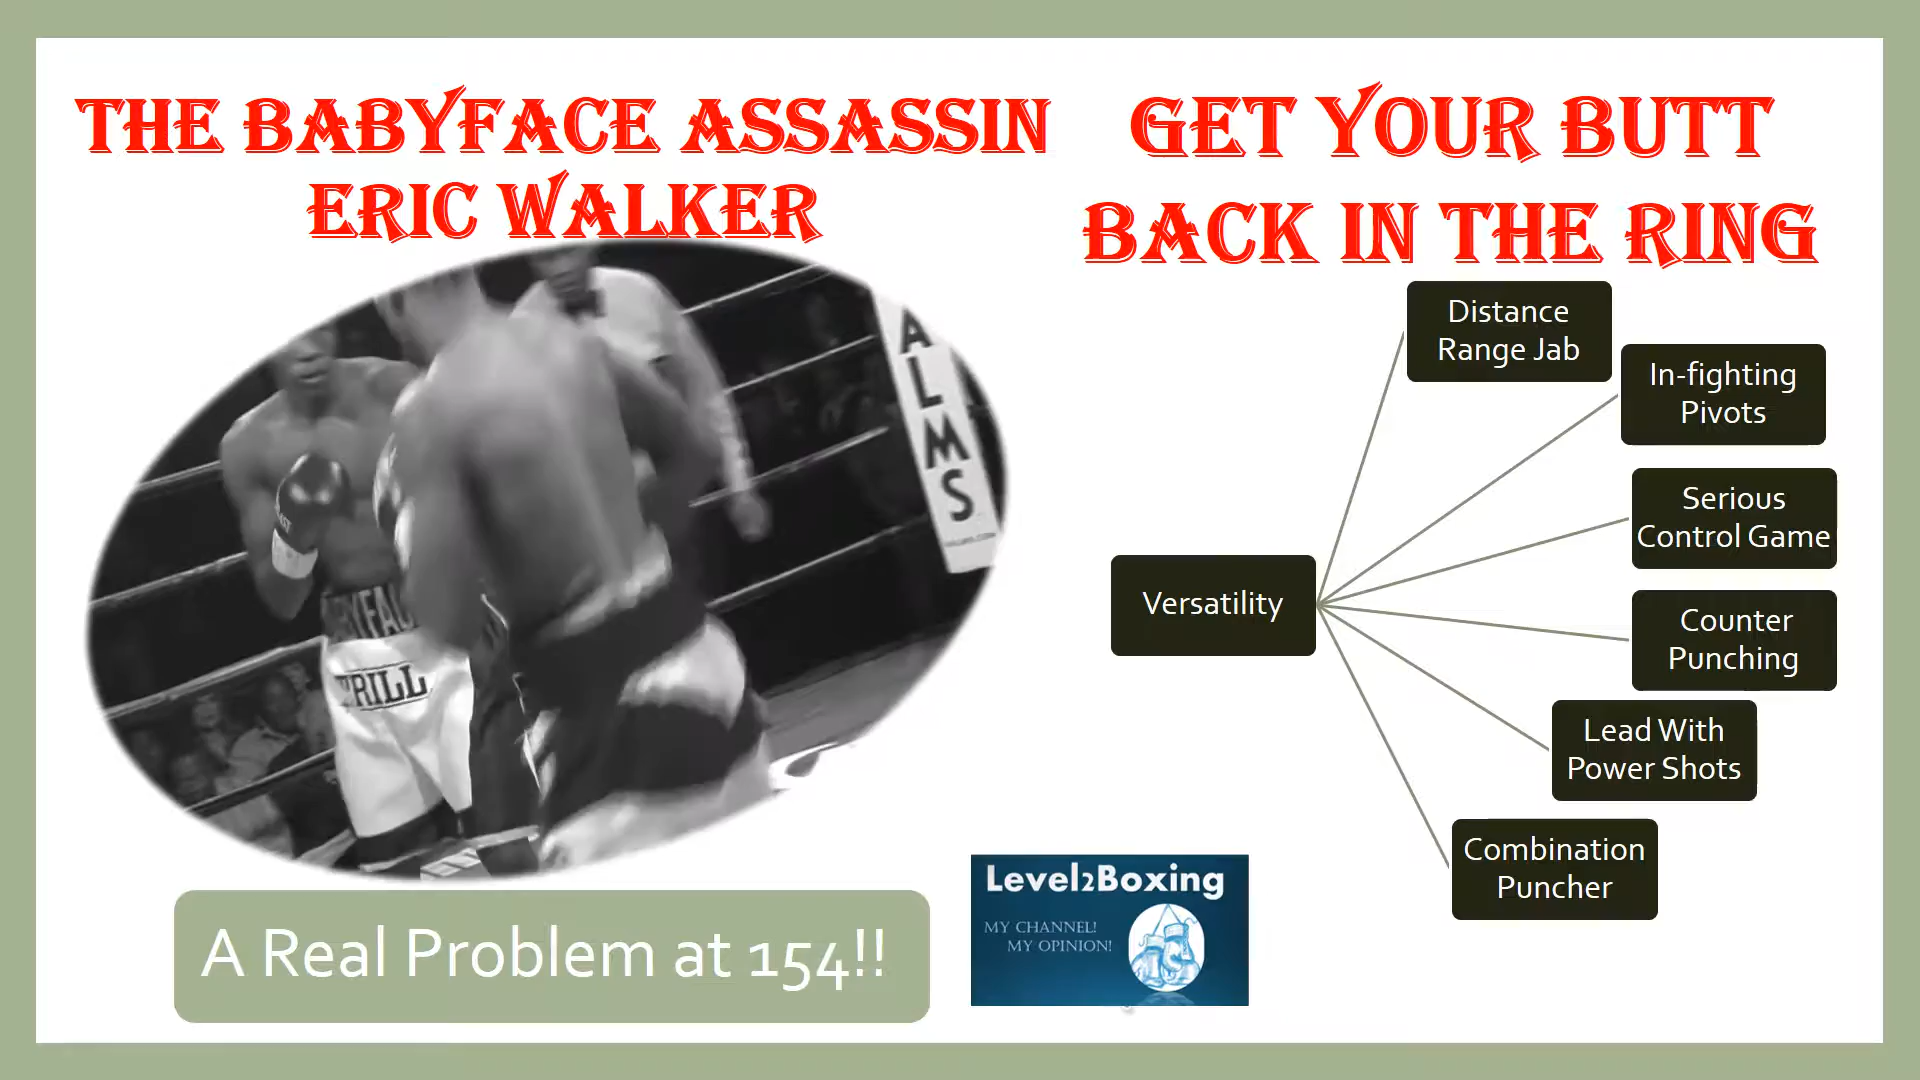 THE BABYFACE ASSASSIN
ERIC WALKER
GET YOUR BUTT
BACK IN THE RING
Distance
Range Jab
In-fighting
Pivots
Serious
Control Game
Versatility
Counter
Punching
Lead With
Power Shots
Combination
Puncher
ALMS
A Real Problem at 154!!
Level2Boxing
MY CHANNEL!
MY OPINION!